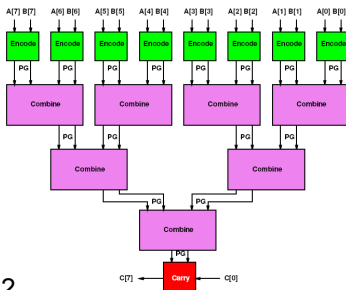 A[7] B[7] A[6] B[6] A[5] B[5] A[4] B[4] A[3] B[3] A[2] B[2] A[1] B[1] A[0] B[0]
Encode Encode Encode Encode Encode Encode Encode Encode
PG PG PG PG PG PG PG PG
Combine Combine Combine Combine
PG PG PG PG
Combine Combine
PG PG
Combine
PG
C[7] Carry C[0]
2